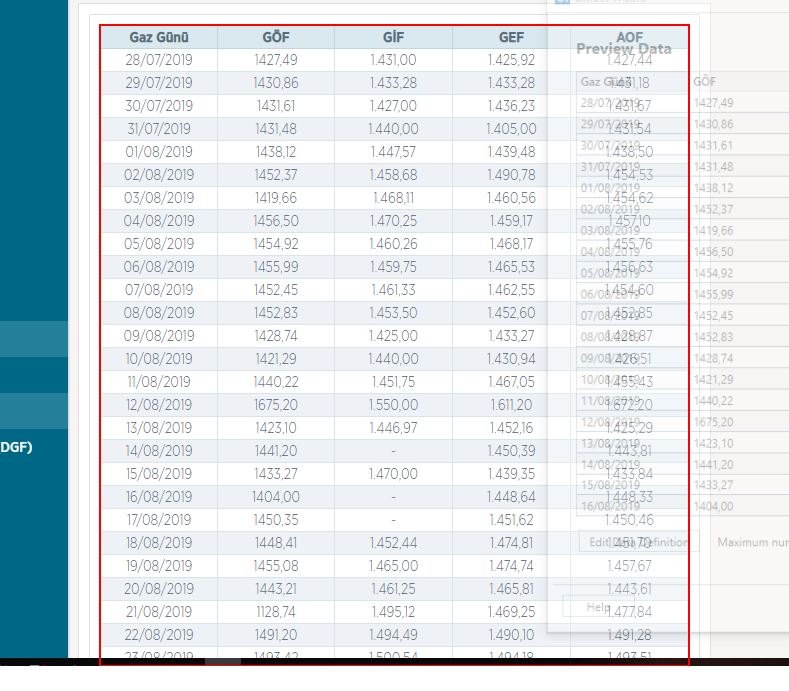 Gaz Günü GÖF GİF GEF AOF
Preview Data
28/07/2019 1427,49 1.431,00 1.425,92 1.427,44
Gaz Günü GÖF
29/07/2019 1430,86 1.433,28 1.433,28 1.431,18
28/07/2019 1427,49
30/07/2019 1431,61 1.427,00 1.436,23 1.431,67
29/07/2019 1430,86
31/07/2019 1431,48 1.440,00 1.405,00 1.431,54
30/07/2019 1431,61
01/08/2019 1438,12 1.447,57 1.439,48 1.438,50
31/07/2019 1431,48
02/08/2019 1452,37 1.458,68 1.490,78 1.454,53
01/08/2019 1438,12
03/08/2019 1419,66 1.468,11 1.460,56 1.454,62
02/08/2019 1452,37
04/08/2019 1456,50 1.470,25 1.459,17 1.457,10
03/08/2019 1419,66
05/08/2019 1454,92 1.460,26 1.468,17 1.455,76
04/08/2019 1456,50
06/08/2019 1455,99 1.459,75 1.465,53 1.456,63
05/08/2019 1454,92
07/08/2019 1452,45 1.461,33 1.462,55 1.454,60
06/08/2019 1455,99
08/08/2019 1452,83 1.453,50 1.452,60 1.452,85
07/08/2019 1452,45
09/08/2019 1428,74 1.425,00 1.433,27 1.428,87
08/08/2019 1452,83
10/08/2019 1421,29 1.440,00 1.430,94 1.426,51
09/08/2019 1428,74
11/08/2019 1440,22 1.451,75 1.467,05 1.455,43
10/08/2019 1421,29
12/08/2019 1675,20 1.550,00 1.611,20 1.672,20
11/08/2019 1440,22
13/08/2019 1423,10 1.446,97 1.452,16 1.425,29
12/08/2019 1675,20
14/08/2019 1441,20 - 1.450,39 1.443,81
13/08/2019 1423,10
15/08/2019 1433,27 1.470,00 1.439,35 1.433,84
14/08/2019 1441,20
16/08/2019 1404,00 - 1.448,64 1.448,33
15/08/2019 1433,27
17/08/2019 1450,35 - 1.451,62 1.450,46
16/08/2019 1404,00
18/08/2019 1448,41 1.452,44 1.474,81 1.451,70
Edit Data Definition Maximum
19/08/2019 1455,08 1.465,00 1.474,74 1.457,67
20/08/2019 1443,21 1.461,25 1.465,81 1.443,61
Help
21/08/2019 1128,74 1.495,12 1.469,25 1.477,84
22/08/2019 1491,20 1.494,49 1.490,10 1.491,28
23/08/2019 1493,42 1.500,54 1.494,18 1.493,51
DGF)